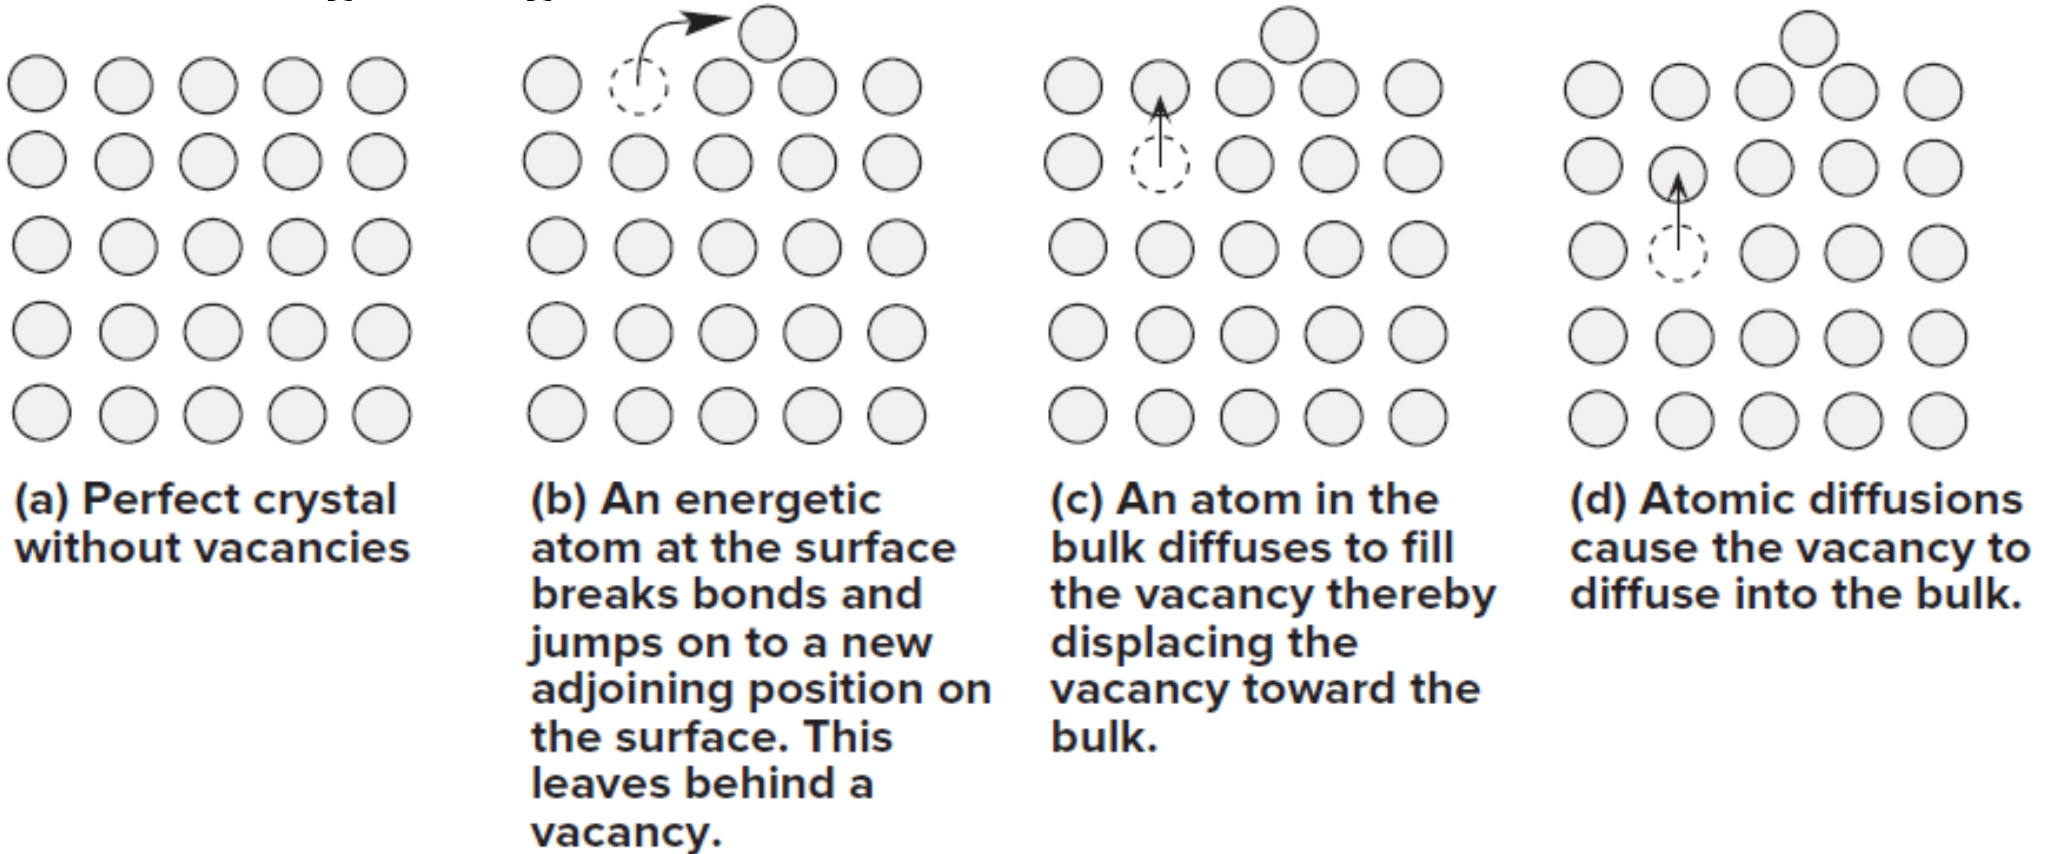 (a) Perfect crystal
without vacancies
(b) An energetic
atom at the surface
breaks bonds and
jumps on to a new
adjoining position on
the surface. This
leaves behind a
vacancy.
(c) An atom in the
bulk diffuses to fill
the vacancy thereby
displacing the
vacancy toward the
bulk.
(d) Atomic diffusions
cause the vacancy to
diffuse into the bulk.